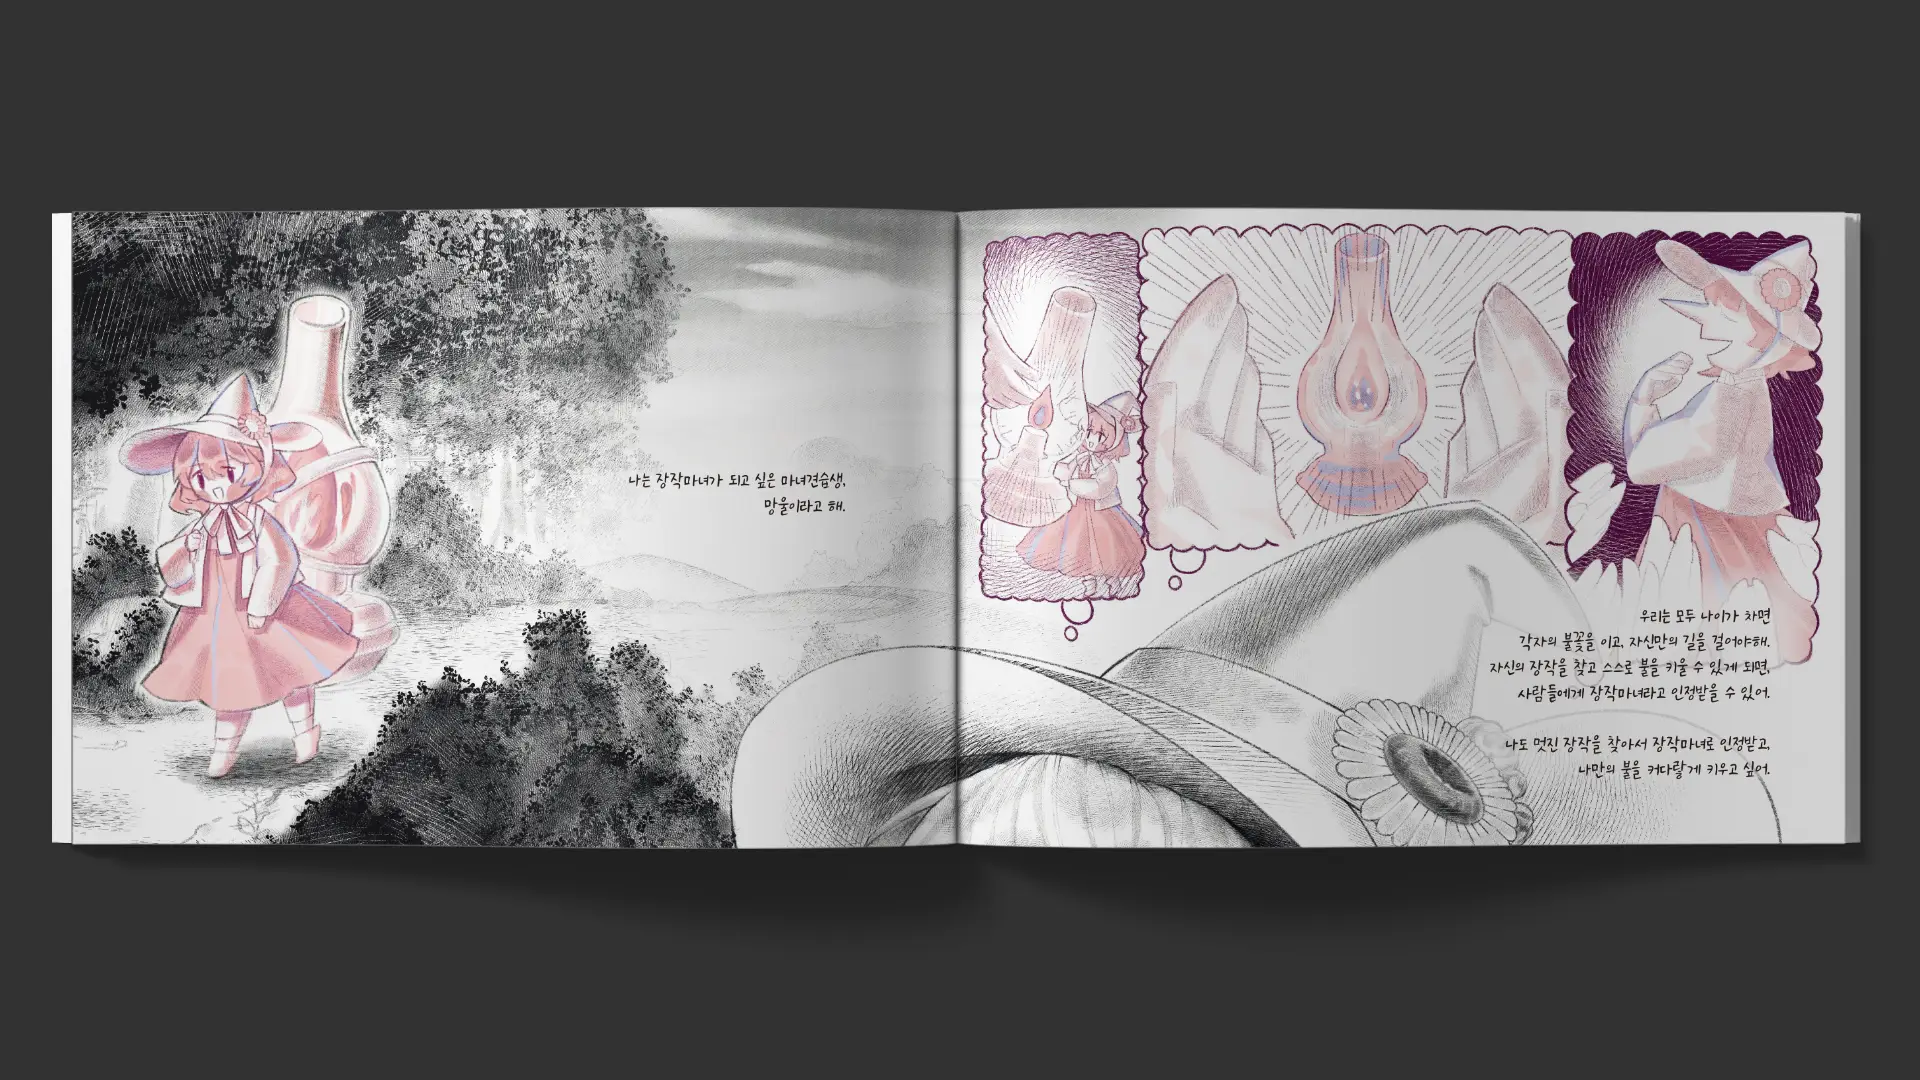 나는 장작마녀가 되고 싶은 마녀견습생,
망울이라고 해.
우리는 모두 나이가 차면
각자의 불꽃을 이고, 자신만의 길을 걸어야해.
자신의 장작을 찾고 스스로 불을 키울 수 있게 되면,
사람들에게 장작마녀라고 인정받을 수 있어.
나도 멋진 장작을 찾아서 장작마녀로 인정받고,
나만의 불을 커다랗게 키우고 싶어.